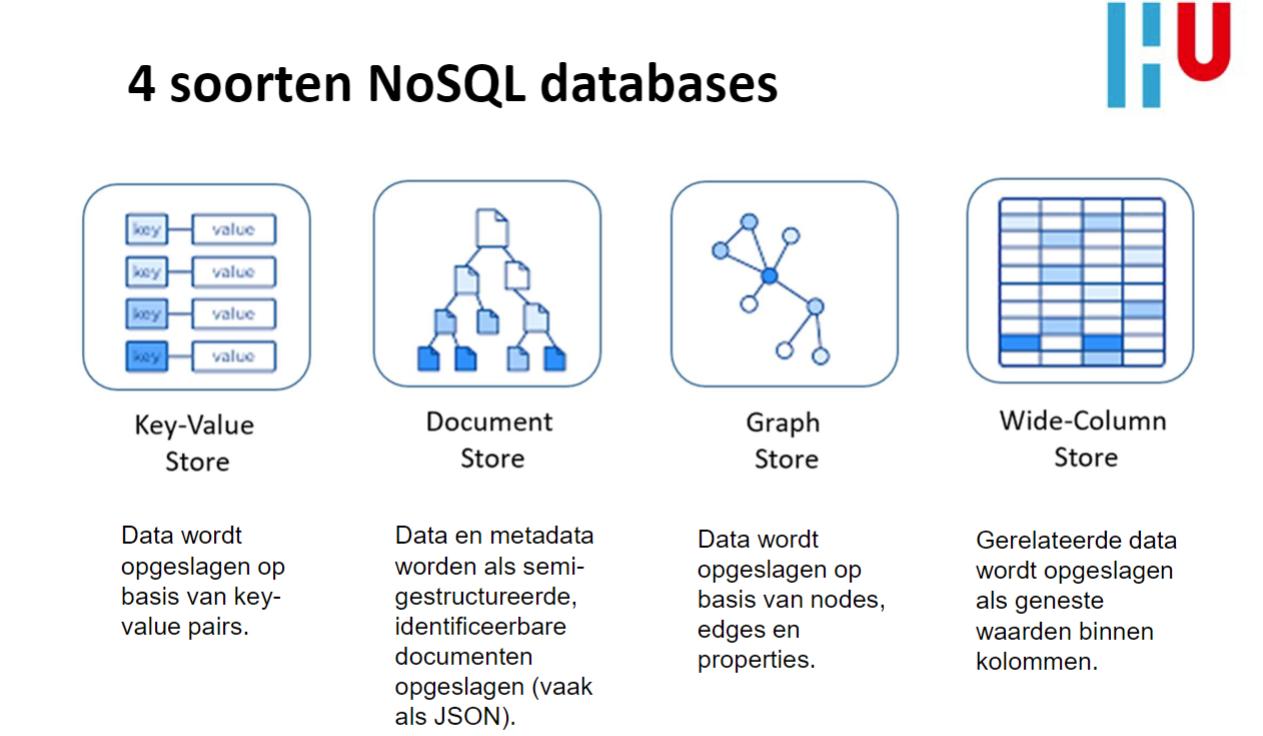 HU
4 soorten NoSQL databases
key value
key value
key value
key value
Key-Value
Store
Document
Store
Graph
Store
Wide-Column
Store
Data wordt
opgeslagen op
basis van key-
value pairs.
Data en metadata
worden als semi-
gestructureerde,
identificeerbare
documenten
opgeslagen (vaak
als JSON).
Data wordt
opgeslagen op
basis van nodes,
edges en
properties.
Gerelateerde data
wordt opgeslagen
als geneste
waarden binnen
kolommen.